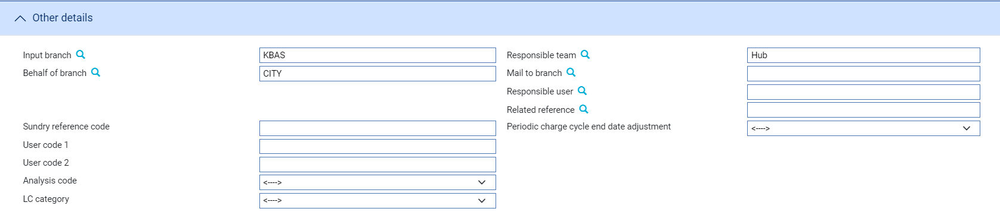 Other details
Input branch KBAS Responsible team Hub
Behalf of branch CITY Mail to branch
Responsible user
Related reference
Sundry reference code Periodic charge cycle end date adjustment <---->
User code 1
User code 2
Analysis code <---->
LC category <---->